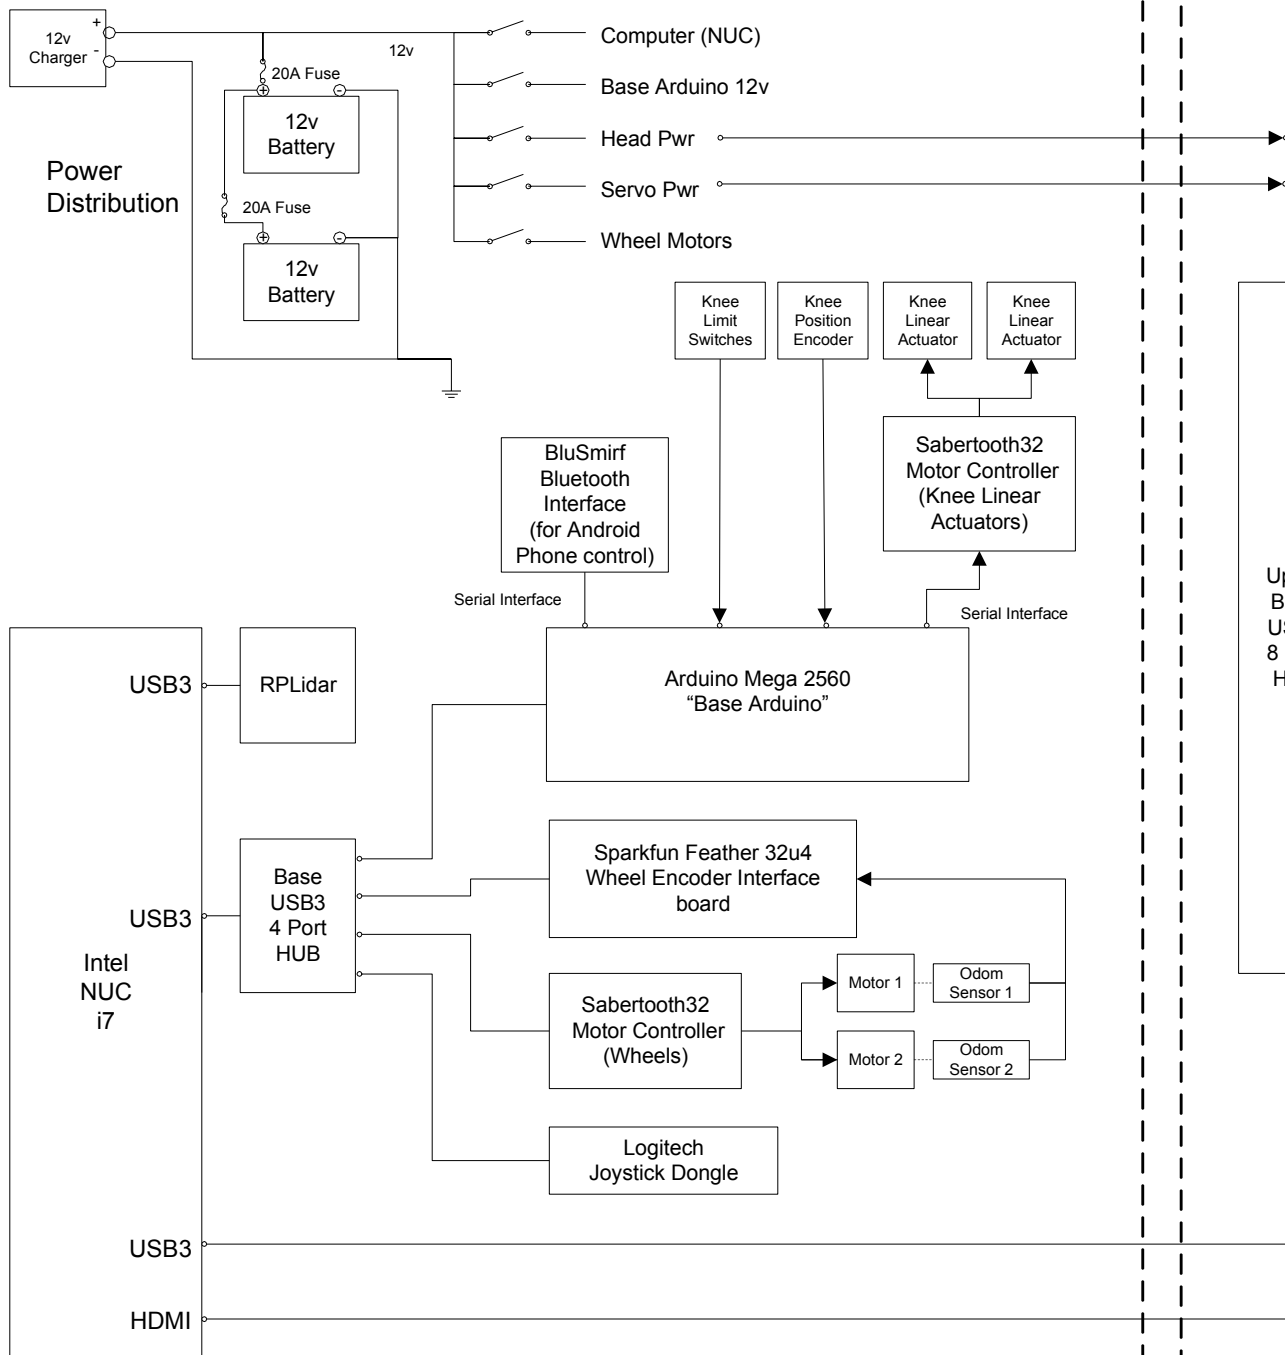 12v
Charger
+
-
12v
20A Fuse
+
-
12v
Battery
Power
Distribution
20A Fuse
+
-
12v
Battery
Computer (NUC)
Base Arduino 12v
Head Pwr
Servo Pwr
Wheel Motors
Knee
Limit
Switches
Knee
Position
Encoder
Knee
Linear
Actuator
Knee
Linear
Actuator
Sabertooth32
Motor Controller
(Knee Linear
Actuators)
BluSmirf
Bluetooth
Interface
(for Android
Phone control)
Serial Interface
Serial Interface
Arduino Mega 2560
“Base Arduino”
USB3
RPLidar
Base
USB3
4 Port
HUB
USB3
Intel
NUC
i7
Sparkfun Feather 32u4
Wheel Encoder Interface
board
Sabertooth32
Motor Controller
(Wheels)
Motor 1
Odom
Sensor 1
Motor 2
Odom
Sensor 2
Logitech
Joystick Dongle
USB3
HDMI
8